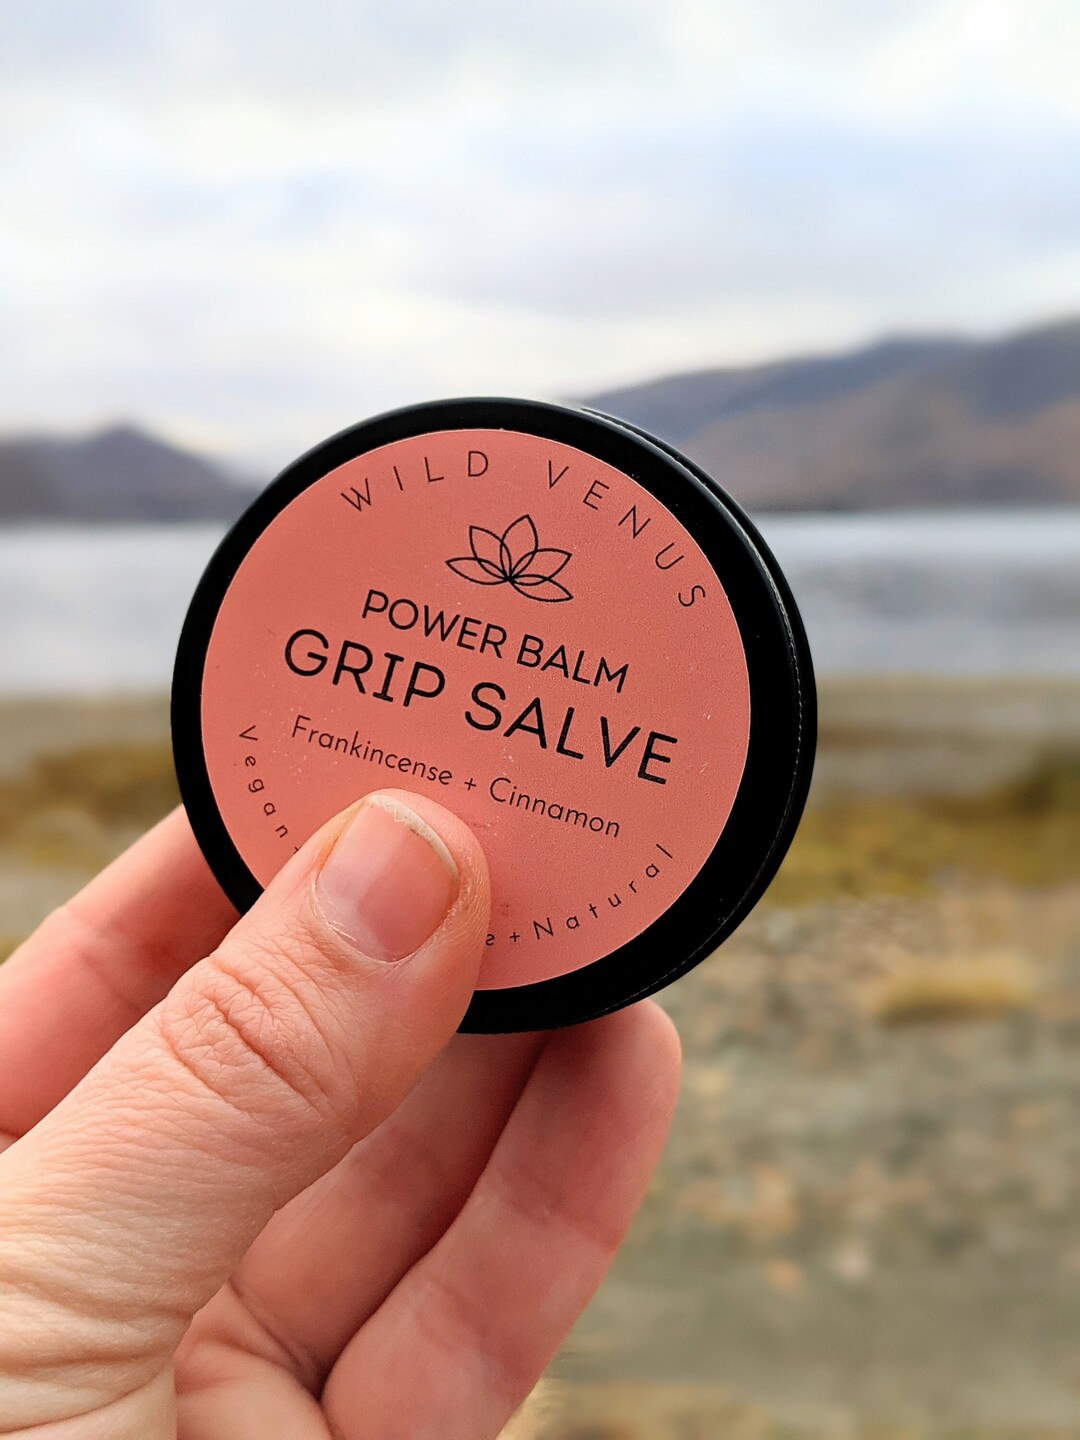 WILD VENUS
POWER BALM
GRIP SALVE
Frankincense + Cinnamon
Vegan + + Natural